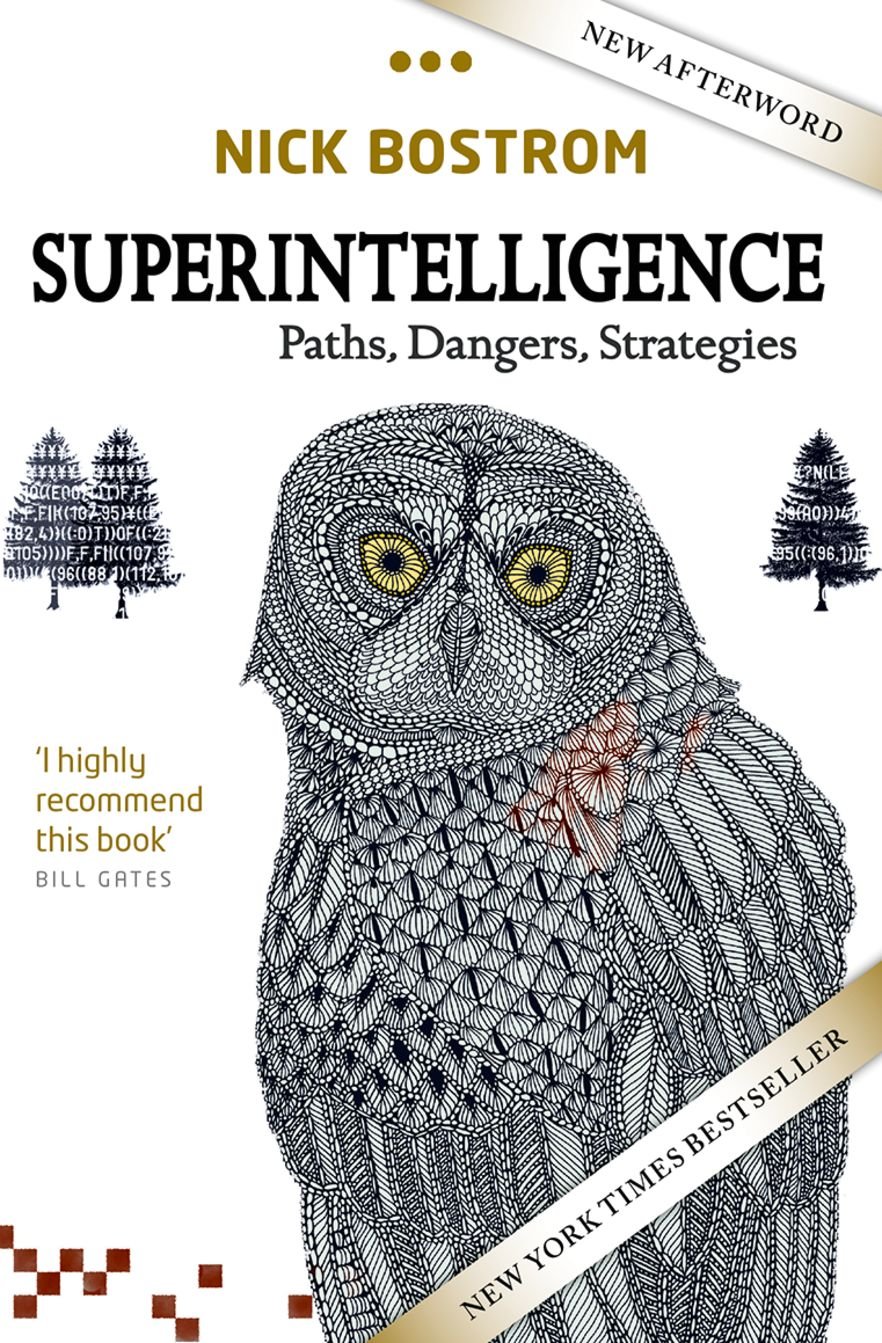 NEW AFTERWORD
NICK BOSTROM
SUPERINTELLIGENCE
Paths, Dangers, Strategies
‘I highly
recommend
this book’
BILL GATES
NEW YORK TIMES BESTSELLER